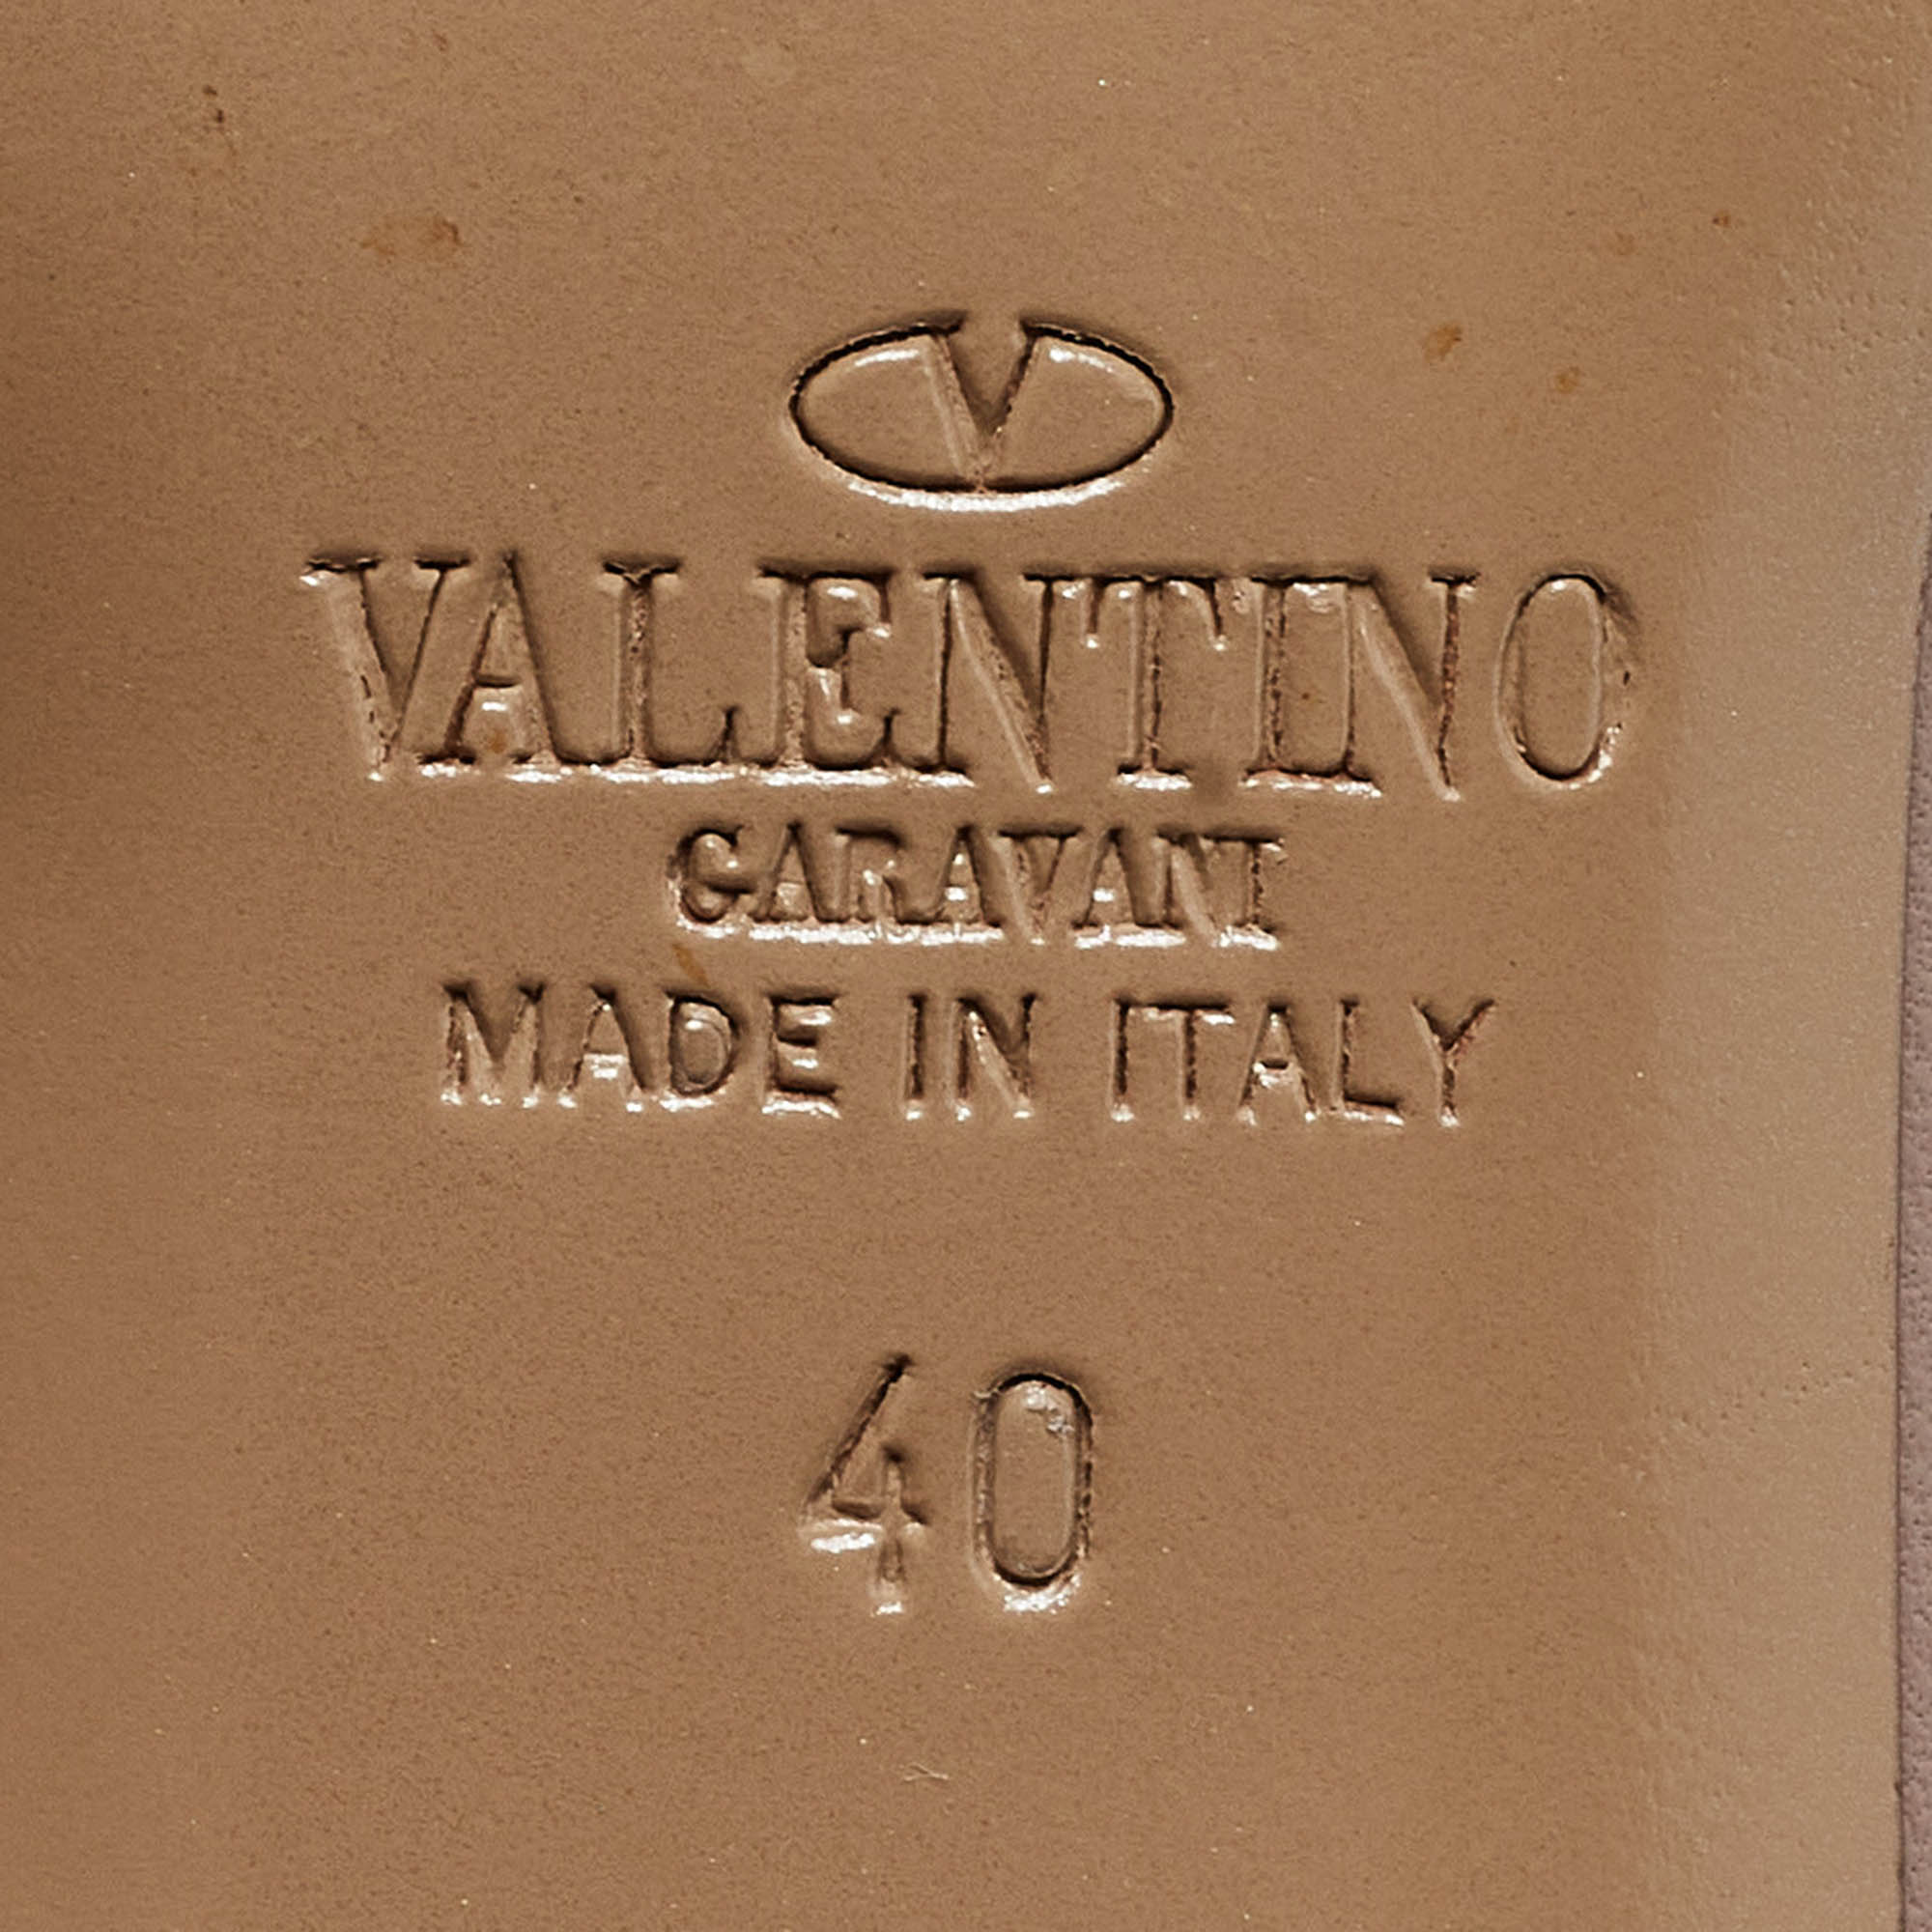 V
VALENTINO
GARAVANI
MADE IN ITALY
40